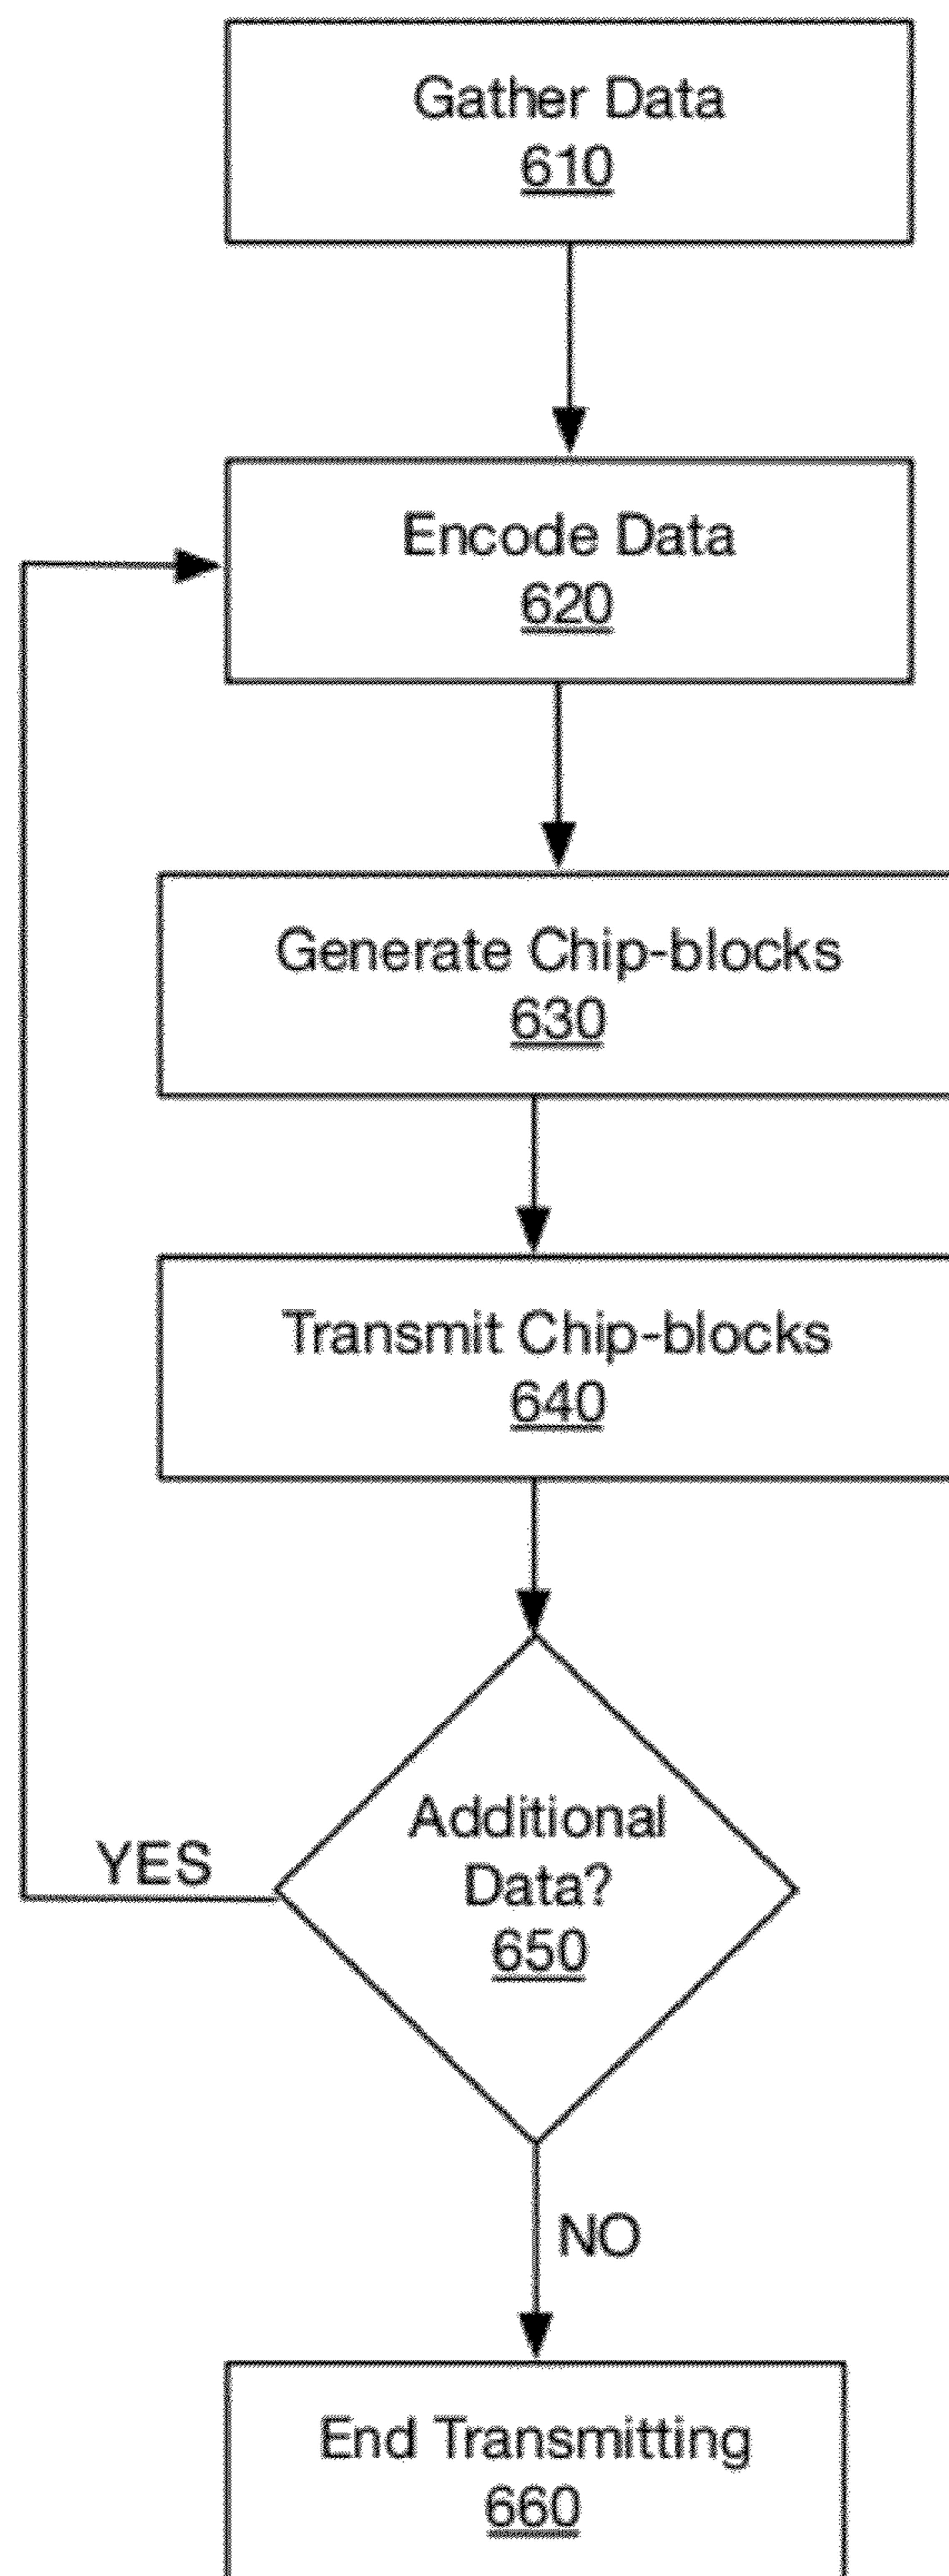 Gather Data
610
Encode Data
620
Generate Chip-blocks
630
Transmit Chip-blocks
640
Additional
Data?
650
YES
NO
End Transmitting
660